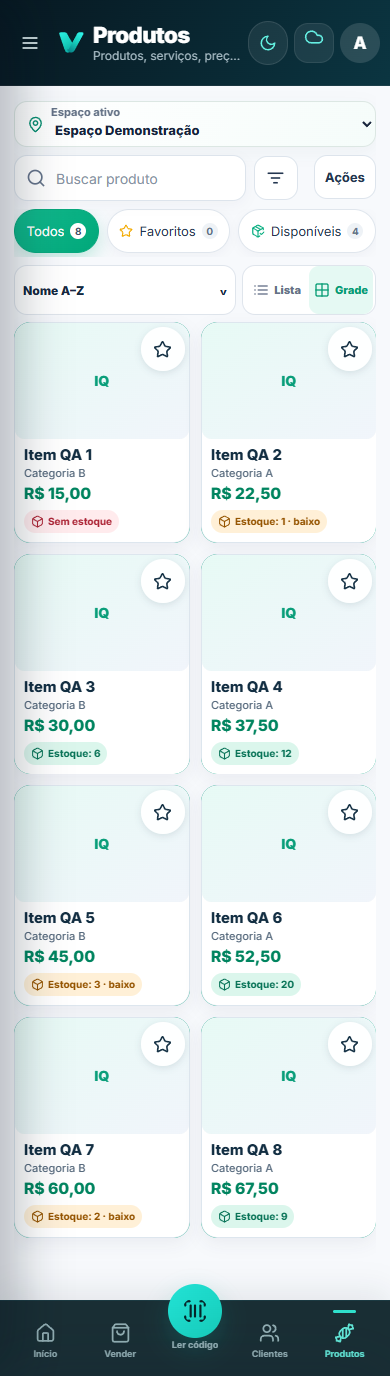 Produtos
Produtos, serviços, preç...
A
Espaço ativo
Espaço Demonstração
Buscar produto
Ações
Todos 8
Favoritos 0
Disponíveis 4
Nome A–Z
v
Lista
Grade
IQ
Item QA 1
Categoria B
R$ 15,00
Sem estoque
IQ
Item QA 2
Categoria A
R$ 22,50
Estoque: 1 · baixo
IQ
Item QA 3
Categoria B
R$ 30,00
Estoque: 6
IQ
Item QA 4
Categoria A
R$ 37,50
Estoque: 12
IQ
Item QA 5
Categoria B
R$ 45,00
Estoque: 3 · baixo
IQ
Item QA 6
Categoria A
R$ 52,50
Estoque: 20
IQ
Item QA 7
Categoria B
R$ 60,00
Estoque: 2 · baixo
IQ
Item QA 8
Categoria A
R$ 67,50
Estoque: 9
Início
Vender
Ler código
Clientes
Produtos